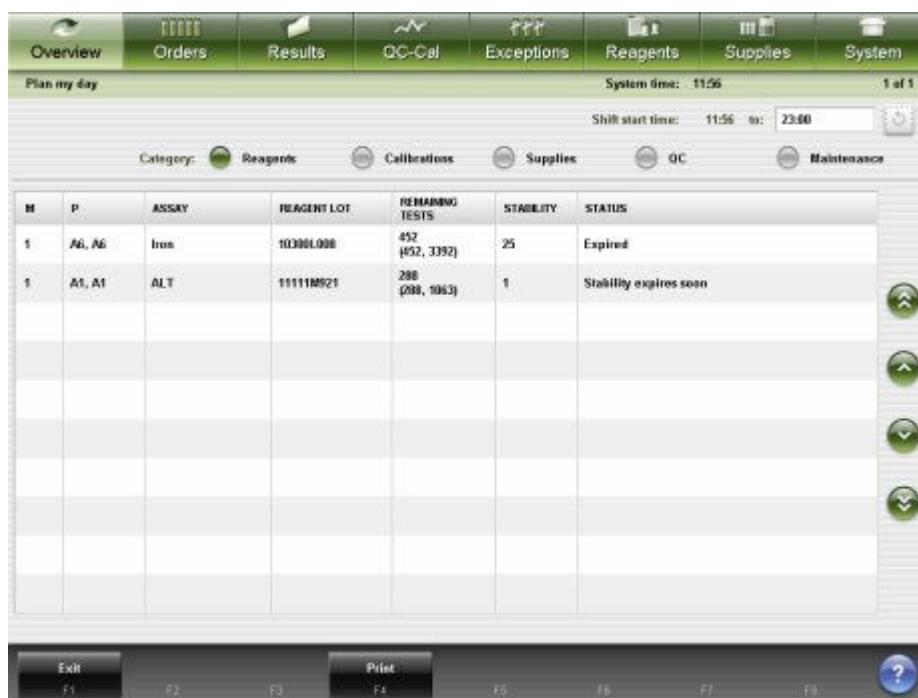 Overview Orders Results QC-Cal Exceptions Reagents Supplies System
Plan my day System time: 11:56 1 of 1
Shift start time: 11:56 to: 23:00
Category: Reagents Calibrations Supplies QC Maintenance
M P ASSAY REAGENT LOT REMAINING TESTS STABILITY STATUS
1 A6, A6 Iron 10300L008 452 25 Expired
(452, 3392)
1 A1, A1 ALT 11111M921 288 1 Stability expires soon
(288, 1063)
Exit Print
F1 F2 F3 F4 F5 F6 F7 F8
?